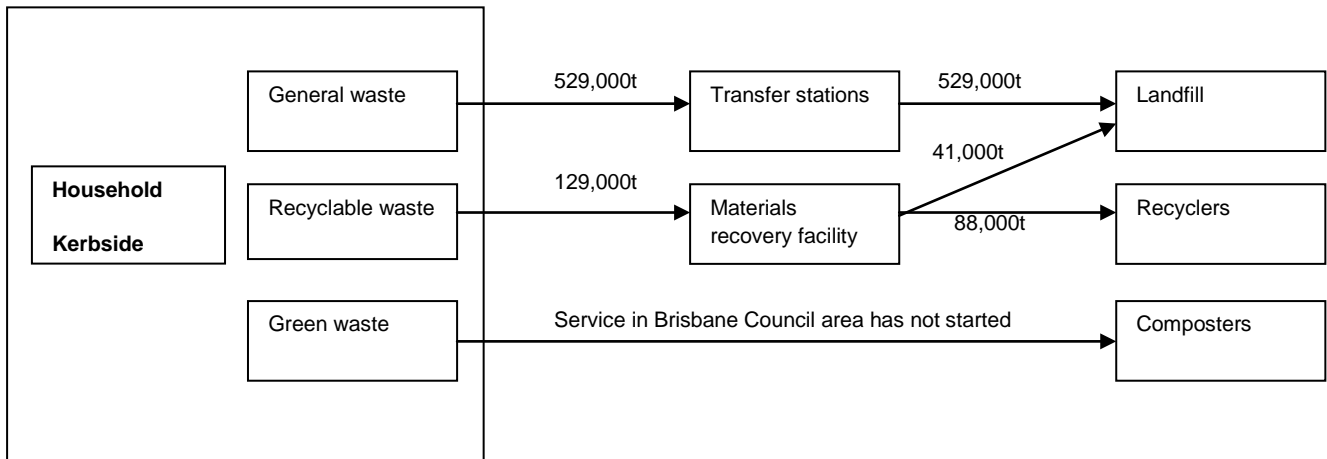 General waste
529,000t
Transfer stations
529,000t
Landfill
41,000t
Household
Kerbside
Recyclable waste
129,000t
Materials
recovery facility
88,000t
Recyclers
Green waste
Service in Brisbane Council area has not started
Composters